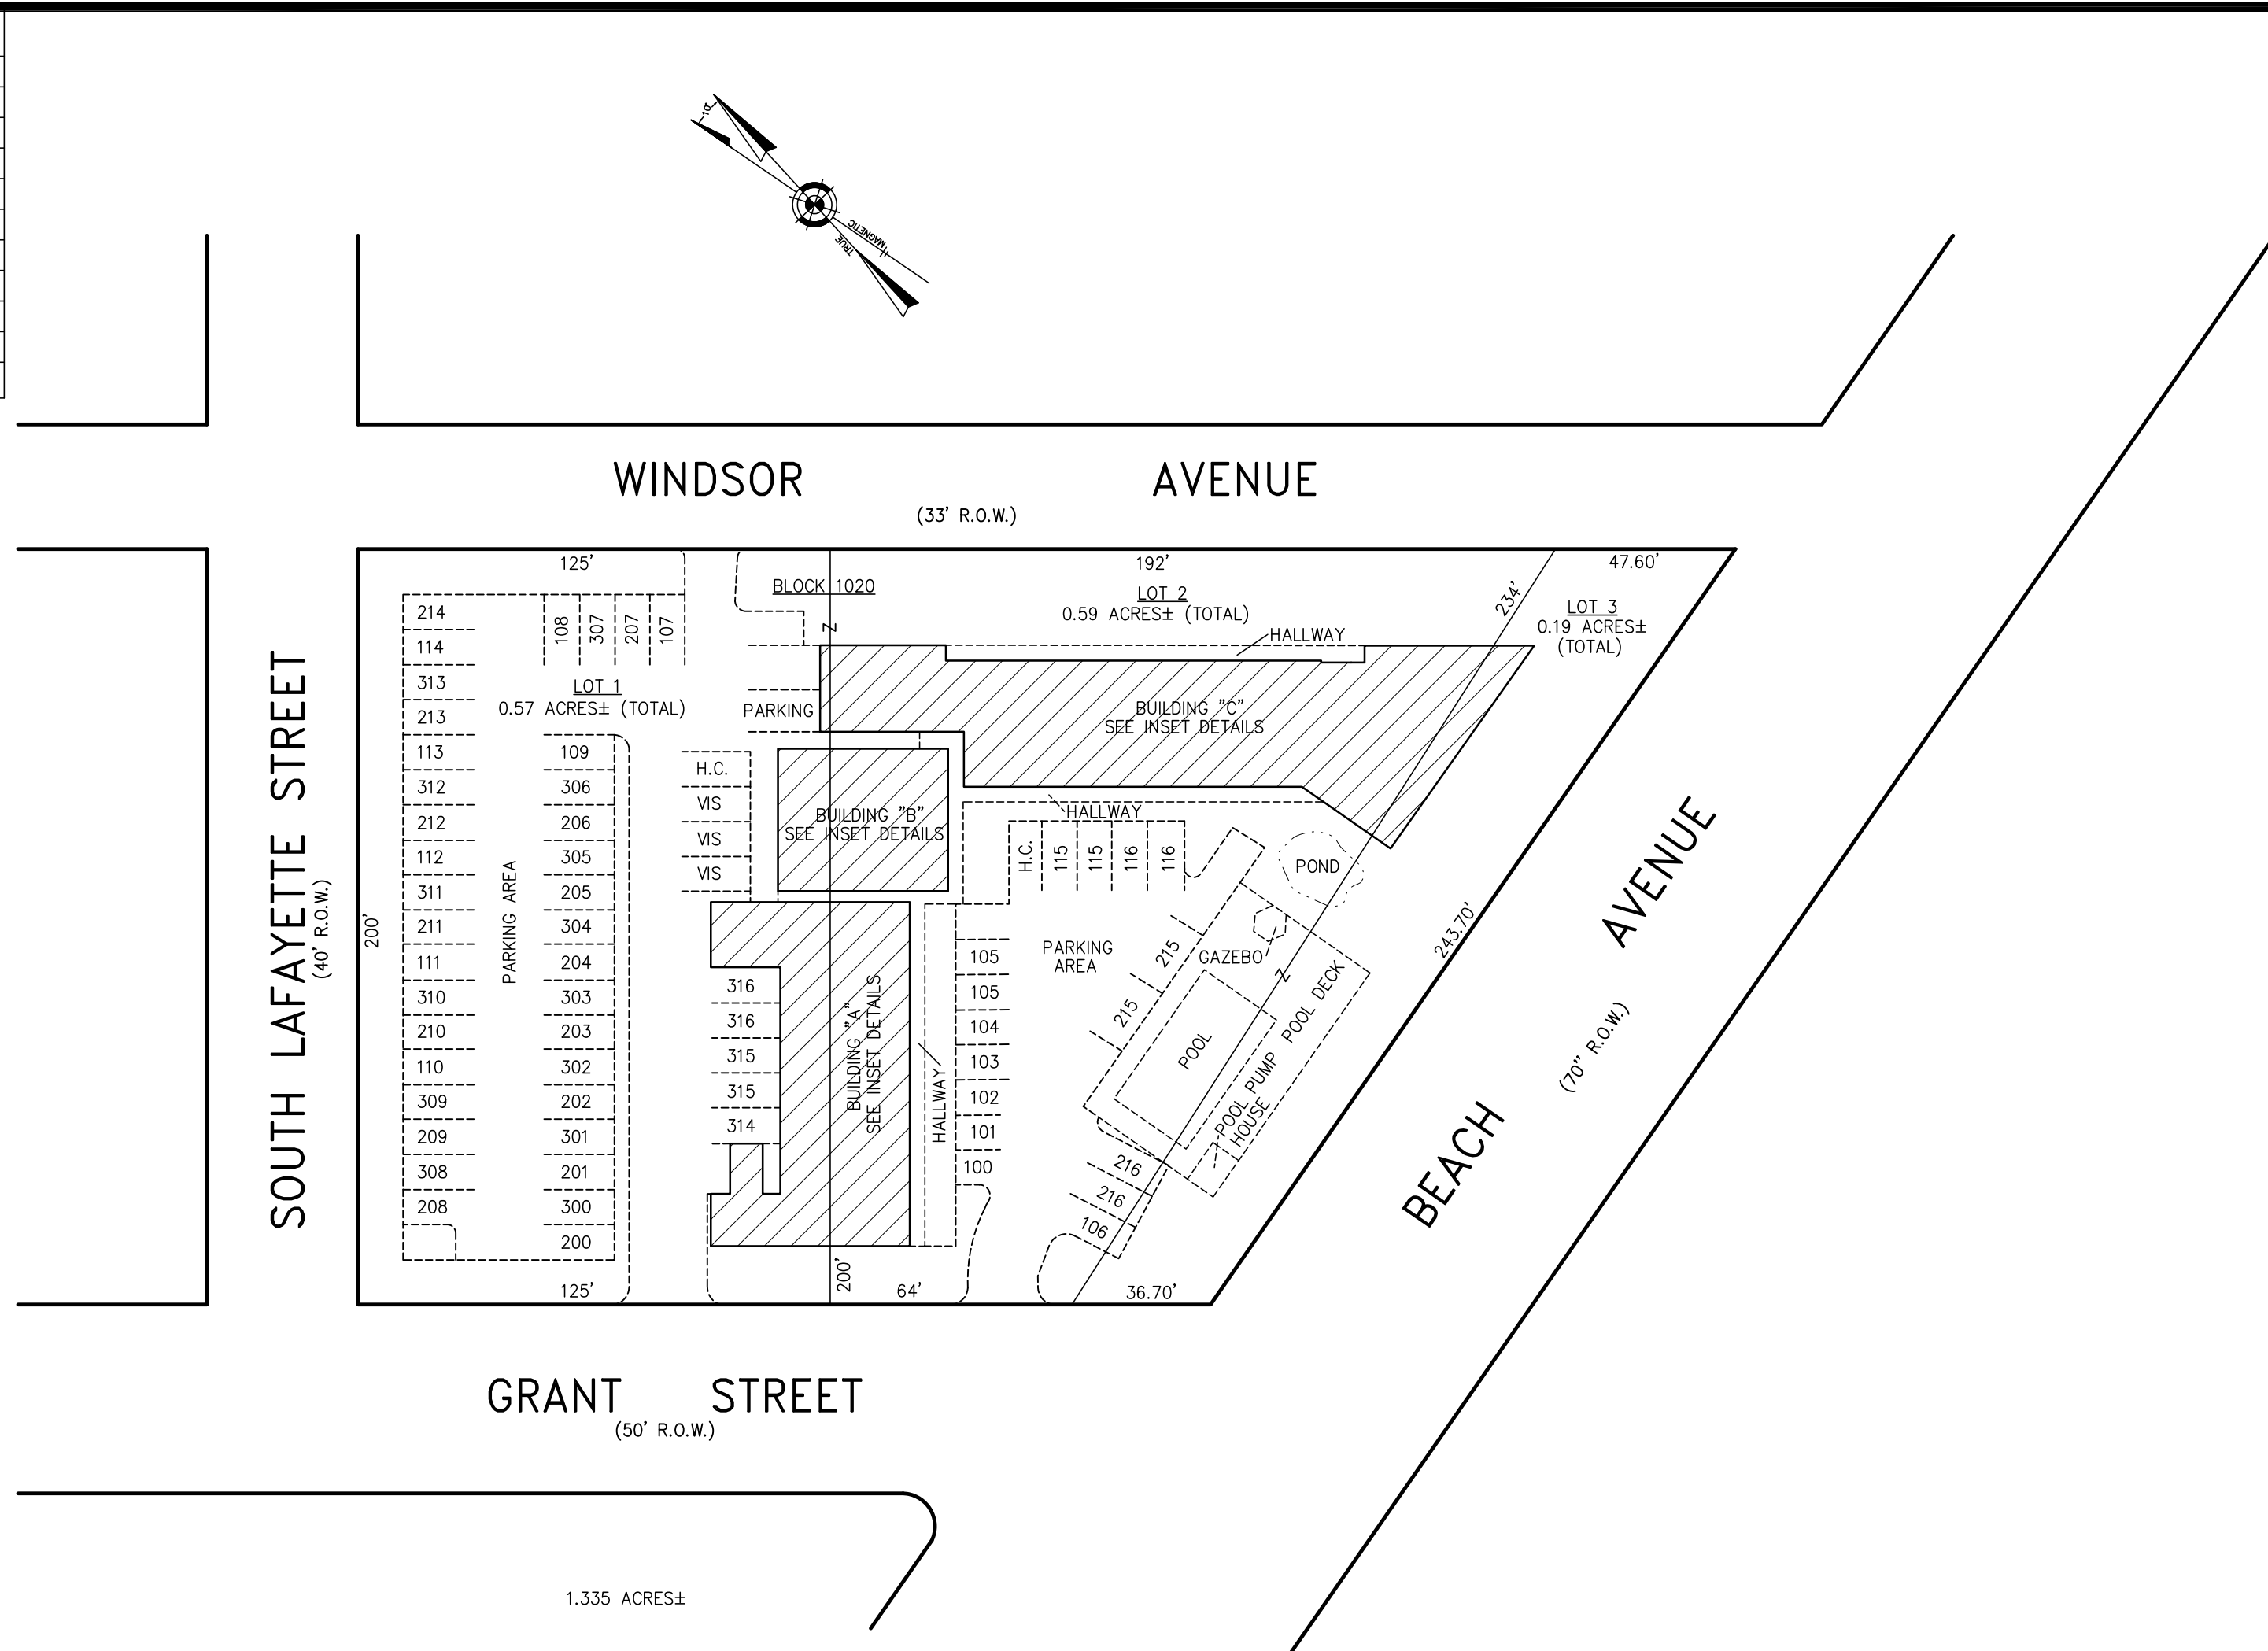 10°
MAGNETIC
TRUE
WINDSOR AVENUE
(33' R.O.W.)
125'
192'
47.60'
BLOCK 1020
LOT 2
0.59 ACRES± (TOTAL)
234'
LOT 3
0.19 ACRES±
(TOTAL)
HALLWAY
214
114
313
213
113
312
212
112
311
211
111
310
210
110
309
209
308
208
108
307
207
107
LOT 1
0.57 ACRES± (TOTAL)
PARKING
Z
BUILDING "C"
SEE INSET DETAILS
109
306
206
305
205
304
204
303
203
302
202
301
201
300
200
PARKING AREA
H.C.
VIS
VIS
VIS
BUILDING "B"
SEE INSET DETAILS
HALLWAY
H.C.
115
115
116
116
POND
SOUTH LAFAYETTE STREET
(40' R.O.W.)
200'
316
316
315
315
314
BUILDING "A"
SEE INSET DETAILS
HALLWAY
105
105
104
103
102
101
100
PARKING
AREA
215
215
GAZEBO
Z
POOL
POOL DECK
POOL PUMP
HOUSE
216
216
106
243.70'
BEACH AVENUE
(70" R.O.W.)
125'
200'
64'
36.70'
GRANT STREET
(50' R.O.W.)
1.335 ACRES±